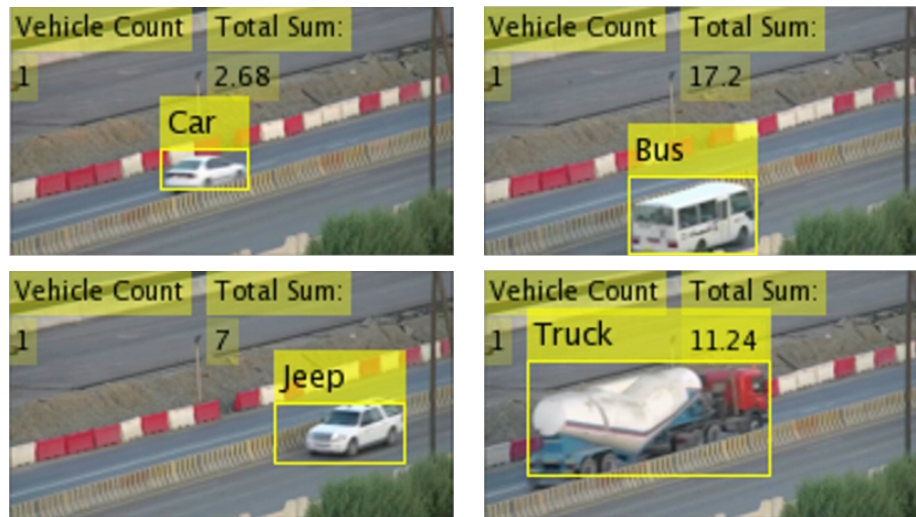 Vehicle Count Total Sum:
1 2.68
Car
Vehicle Count Total Sum:
1 17.2
Bus
Vehicle Count Total Sum:
1 7
Jeep
Vehicle Count Total Sum:
1 11.24
Truck